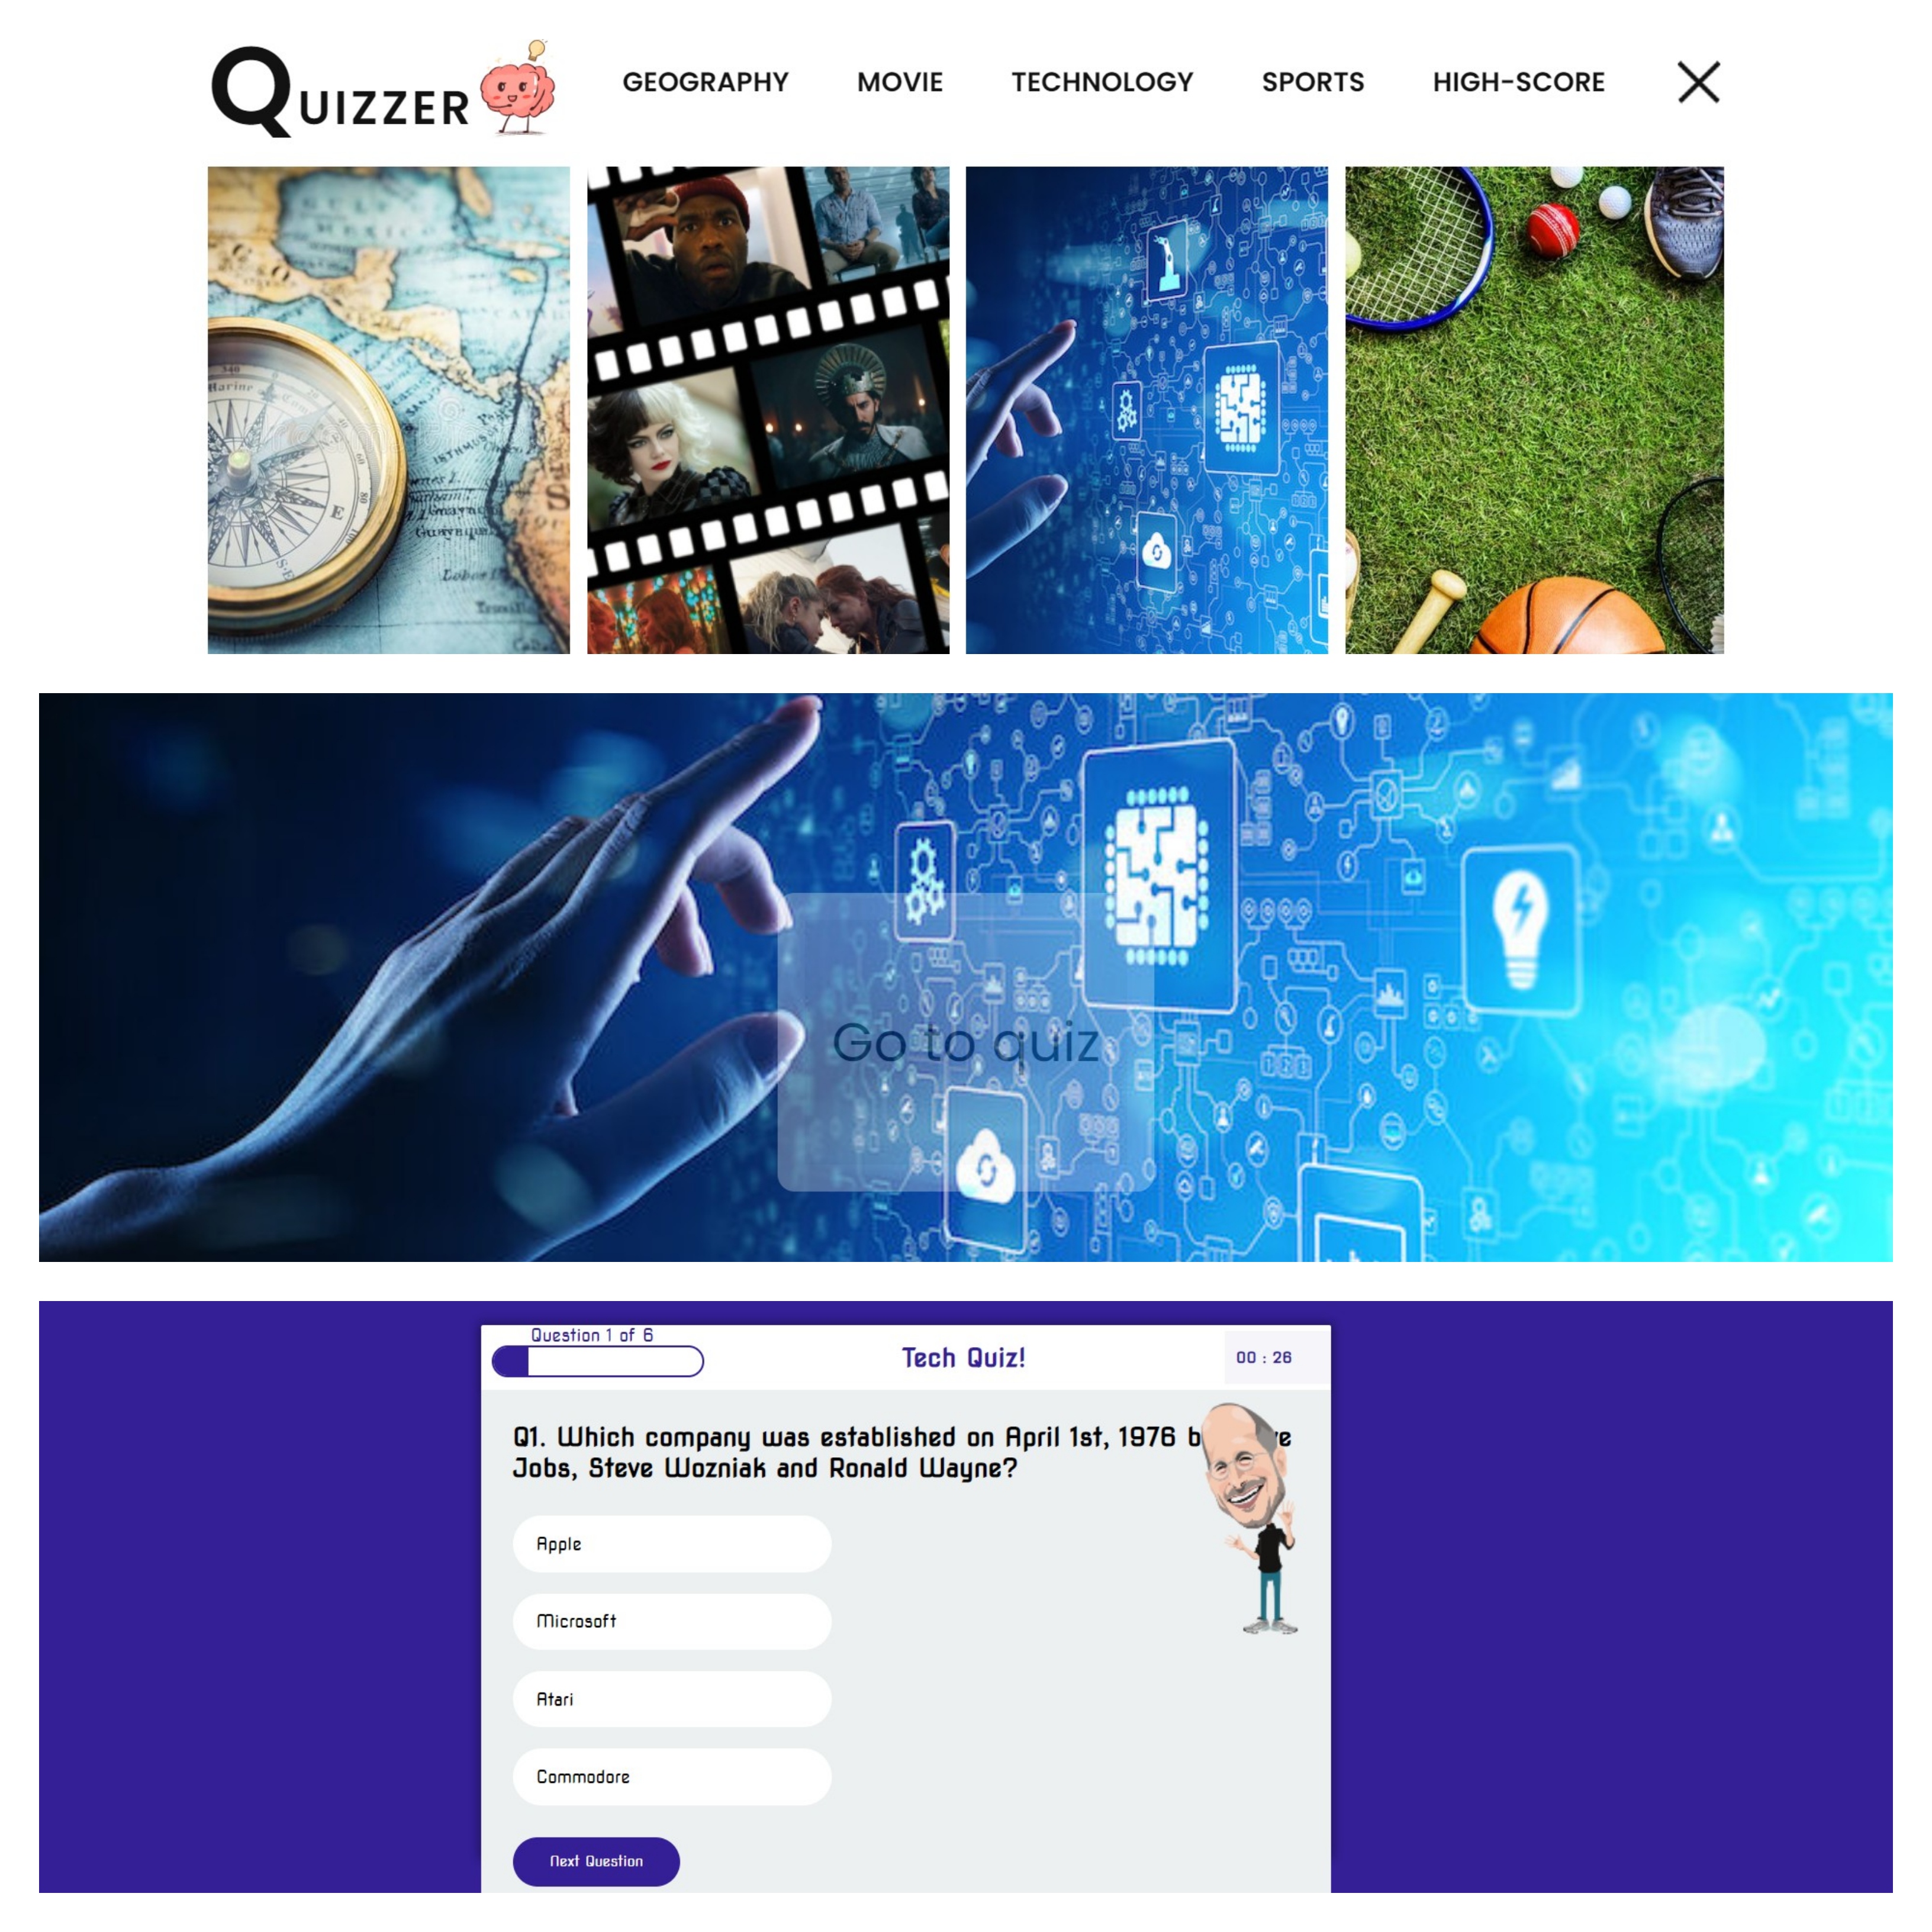 QUIZZER
GEOGRAPHY MOVIE TECHNOLOGY SPORTS HIGH-SCORE
Marine
Go to quiz
Question 1 of 6
Tech Quiz!
00 : 26
Q1. Which company was established on April 1st, 1976
Jobs, Steve Wozniak and Ronald Wayne?
Apple
Microsoft
Atari
Commodore
Next Question